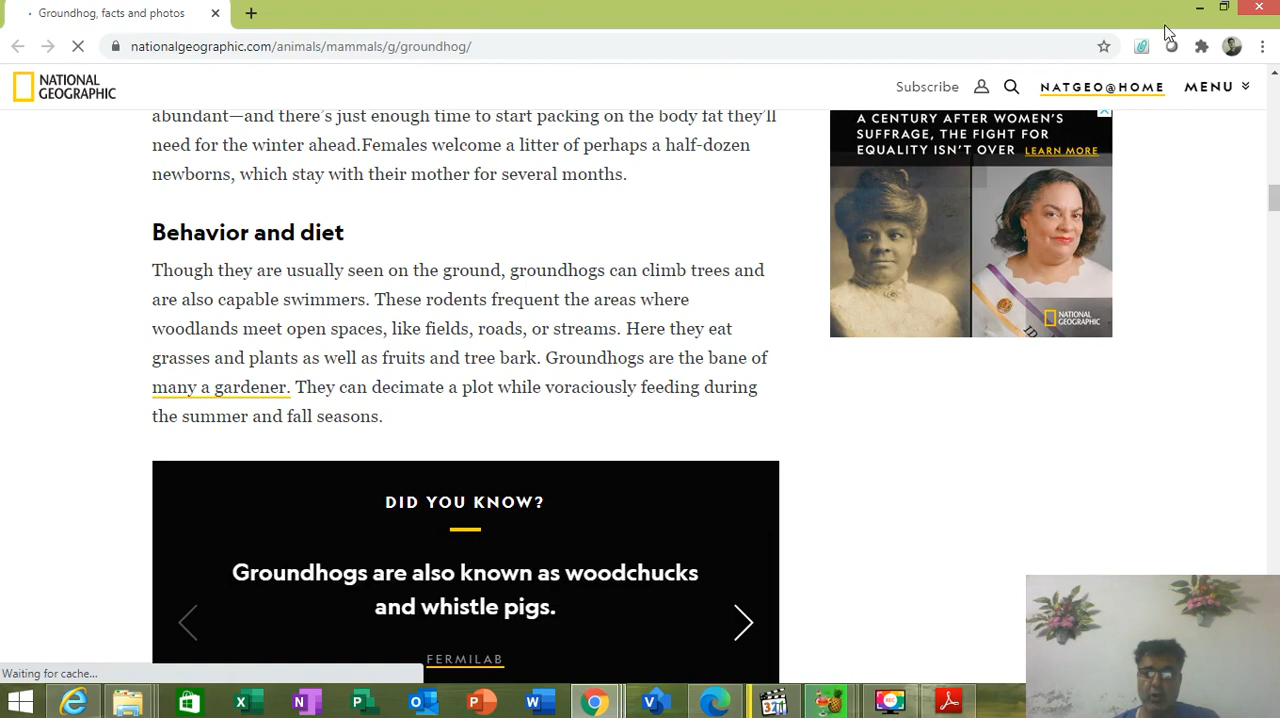 Groundhog, facts and photos
nationalgeographic.com/animals/mammals/g/groundhog/
NATIONAL
GEOGRAPHIC
Subscribe
NATGEO@HOME
MENU
abundant—and there's just enough time to start packing on the body fat they'll
need for the winter ahead.Females welcome a litter of perhaps a half-dozen
newborns, which stay with their mother for several months.
A CENTURY AFTER WOMEN'S
SUFFRAGE, THE FIGHT FOR
EQUALITY ISN'T OVER LEARN MORE
NATIONAL
GEOGRAPHIC
Behavior and diet
Though they are usually seen on the ground, groundhogs can climb trees and
are also capable swimmers. These rodents frequent the areas where
woodlands meet open spaces, like fields, roads, or streams. Here they eat
grasses and plants as well as fruits and tree bark. Groundhogs are the bane of
many a gardener. They can decimate a plot while voraciously feeding during
the summer and fall seasons.
DID YOU KNOW?
Groundhogs are also known as woodchucks
and whistle pigs.
FERMILAB
Waiting for cache...